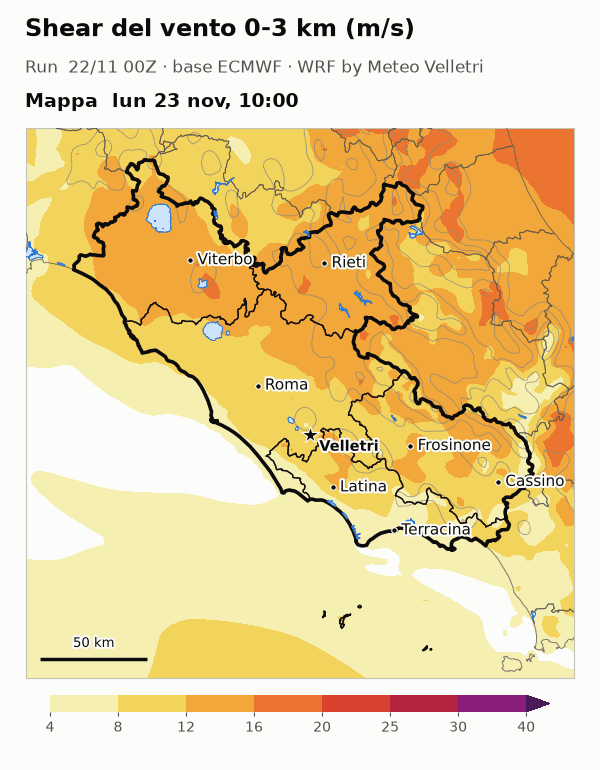 Shear del vento 0-3 km (m/s)
Run  22/11 00Z · base ECMWF · WRF by Meteo Velletri
Mappa  lun 23 nov, 10:00
Viterbo
Rieti
Roma
Velletri
Frosinone
Cassino
Latina
Terracina
50 km
4 8 12 16 20 25 30 40